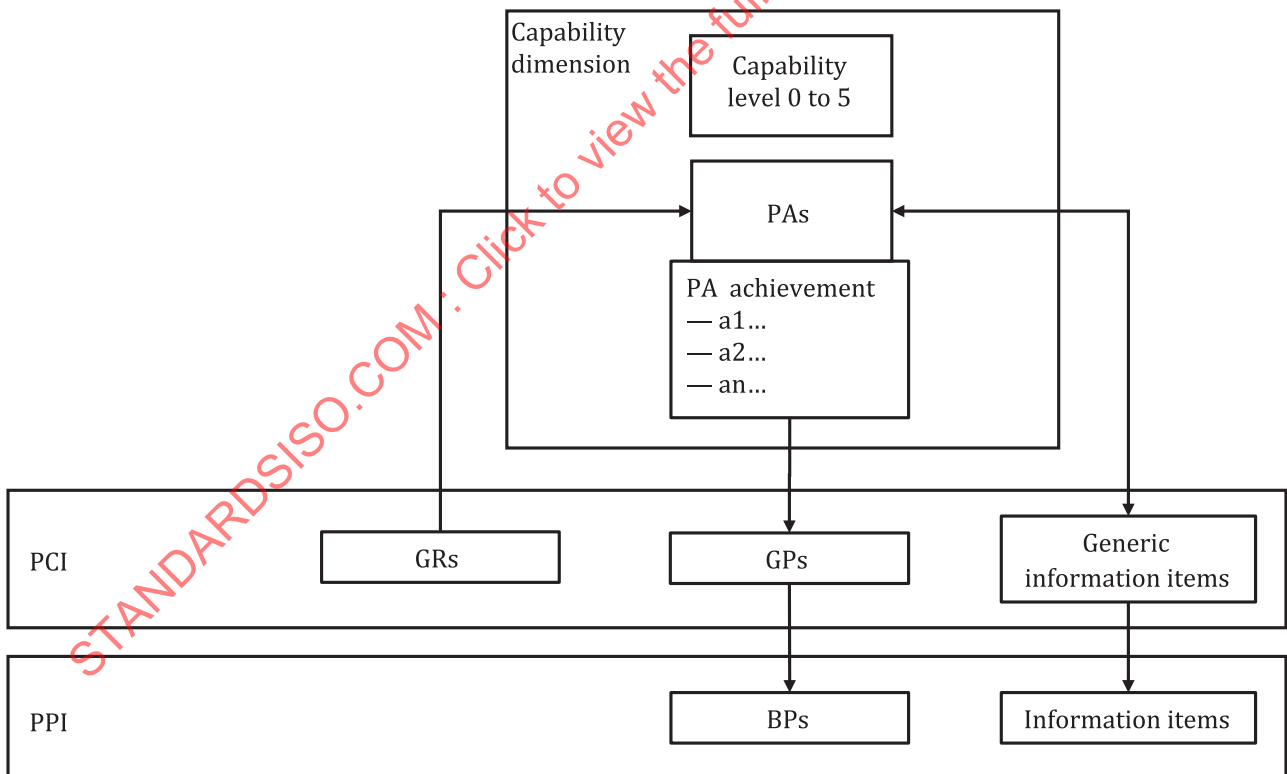 Capability
dimension
Capability
level 0 to 5
PAs
PA achievement
— a1…
— a2…
— an…
PCI
GRs
GPs
Generic
information items
PPI
BPs
Information items
STANDARDSISO.COM : Click to view the full